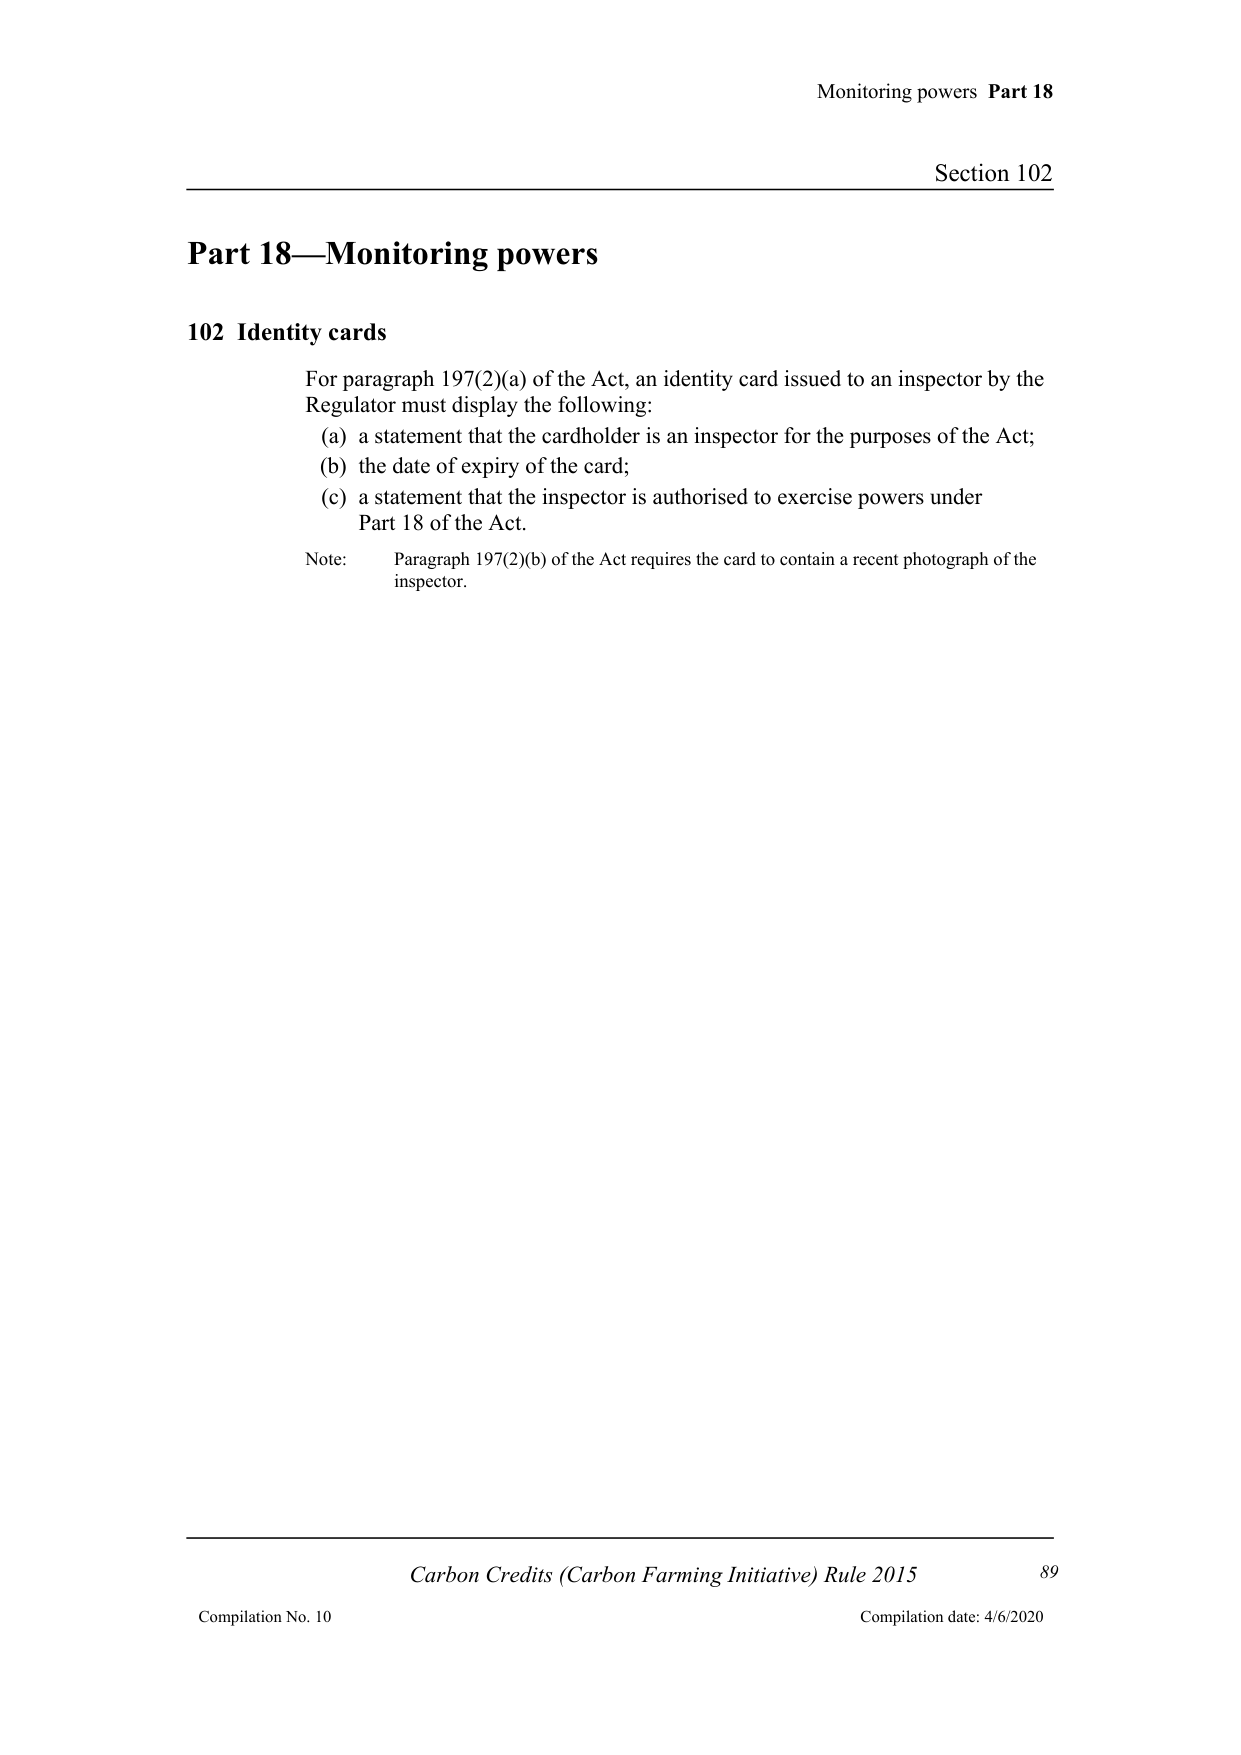 Monitoring powers Part 18
Section 102
Part 18—Monitoring powers
102 Identity cards
For paragraph 197(2)(a) of the Act, an identity card issued to an inspector by the
Regulator must display the following:
(a) a statement that the cardholder is an inspector for the purposes of the Act;
(b) the date of expiry of the card;
(c) a statement that the inspector is authorised to exercise powers under
Part 18 of the Act.
Note: Paragraph 197(2)(b) of the Act requires the card to contain a recent photograph of the
inspector.
Carbon Credits (Carbon Farming Initiative) Rule 2015 89
Compilation No. 10 Compilation date: 4/6/2020